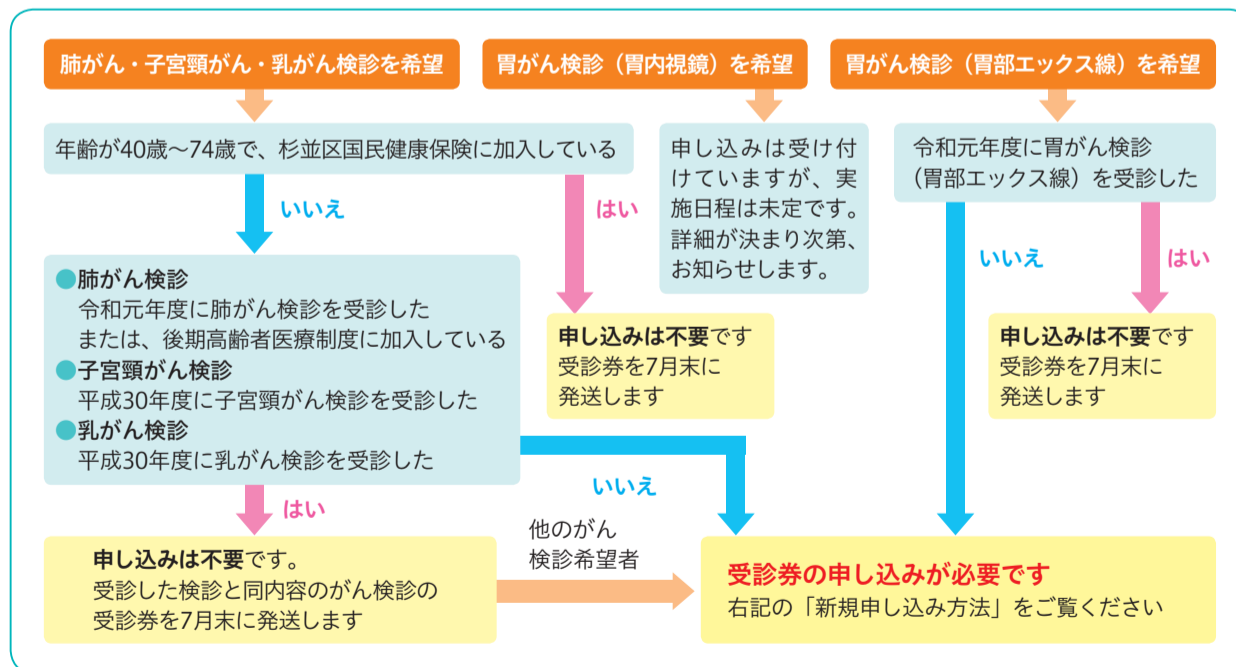 肺がん・子宮頸がん・乳がん検診を希望
年齢が40歳〜74歳で、杉並区国民健康保険に加入している
いいえ
はい
●肺がん検診
令和元年度に肺がん検診を受診した
または、後期高齢者医療制度に加入している
●子宮頸がん検診
平成30年度に子宮頸がん検診を受診した
●乳がん検診
平成30年度に乳がん検診を受診した
申し込みは不要です
受診券を7月末に
発送します
はい
いいえ
申し込みは不要です。
受診した検診と同内容のがん検診の
受診券を7月末に発送します
他のがん
検診希望者
胃がん検診（胃内視鏡）を希望
申し込みは受け付
けていますが、実
施日程は未定です。
詳細が決まり次第、
お知らせします。
胃がん検診（胃部エックス線）を希望
令和元年度に胃がん検診
（胃部エックス線）を受診した
いいえ
はい
申し込みは不要です
受診券を7月末に
発送します
受診券の申し込みが必要です
右記の「新規申し込み方法」をご覧ください